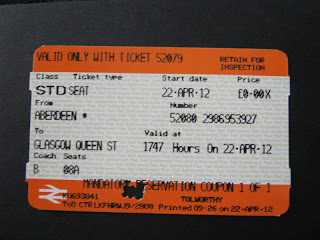 VALID ONLY WITH TICKET 52079 RETAIN FOR
INSPECTION
Class Ticket type Start date Price
STD SEAT 22-APR-12 £0.00X
From Number
ABERDEEN * 52080 2986953927
To Valid at
GLASGOW QUEEN ST 1747 Hours On 22-APR-12
Coach Seats
B 08A
MANDATORY RESERVATION COUPON 1 OF 1
TOLWORTHY
Printed 09:26 on 22-APR-12